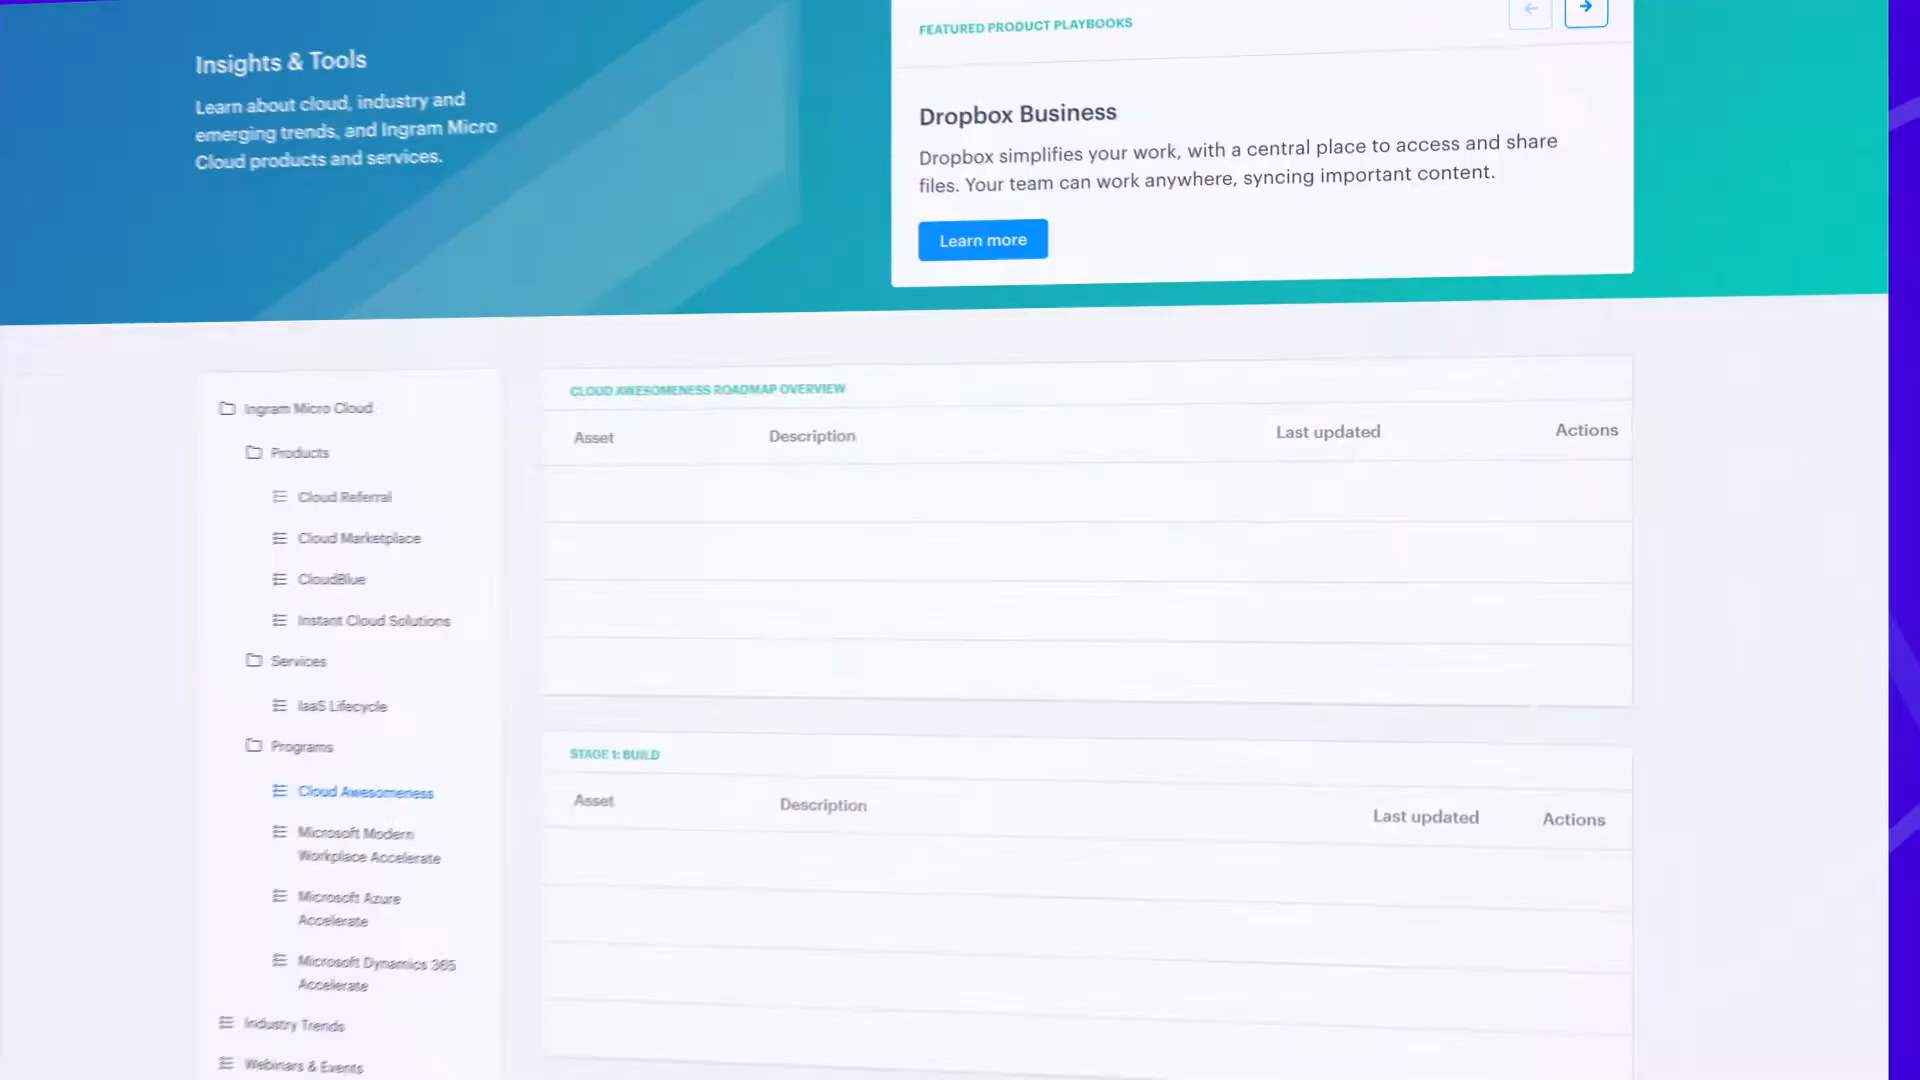 Insights & Tools
Learn about cloud, industry and
emerging trends, and Ingram Micro
Cloud products and services.
FEATURED PRODUCT PLAYBOOKS
Dropbox Business
Dropbox simplifies your work, with a central place to access and share
files. Your team can work anywhere, syncing important content.
Learn more
Ingram Micro Cloud
Products
Cloud Referral
Cloud Marketplace
CloudBlue
Instant Cloud Solutions
Services
IaaS Lifecycle
Programs
Cloud Awesomeness
Microsoft Modern
Workplace Accelerate
Microsoft Azure
Accelerate
Microsoft Dynamics 365
Accelerate
Industry Trends
Webinars & Events
CLOUD AWESOMENESS ROADMAP OVERVIEW
Asset Description Last updated Actions
STAGE 1: BUILD
Asset Description Last updated Actions